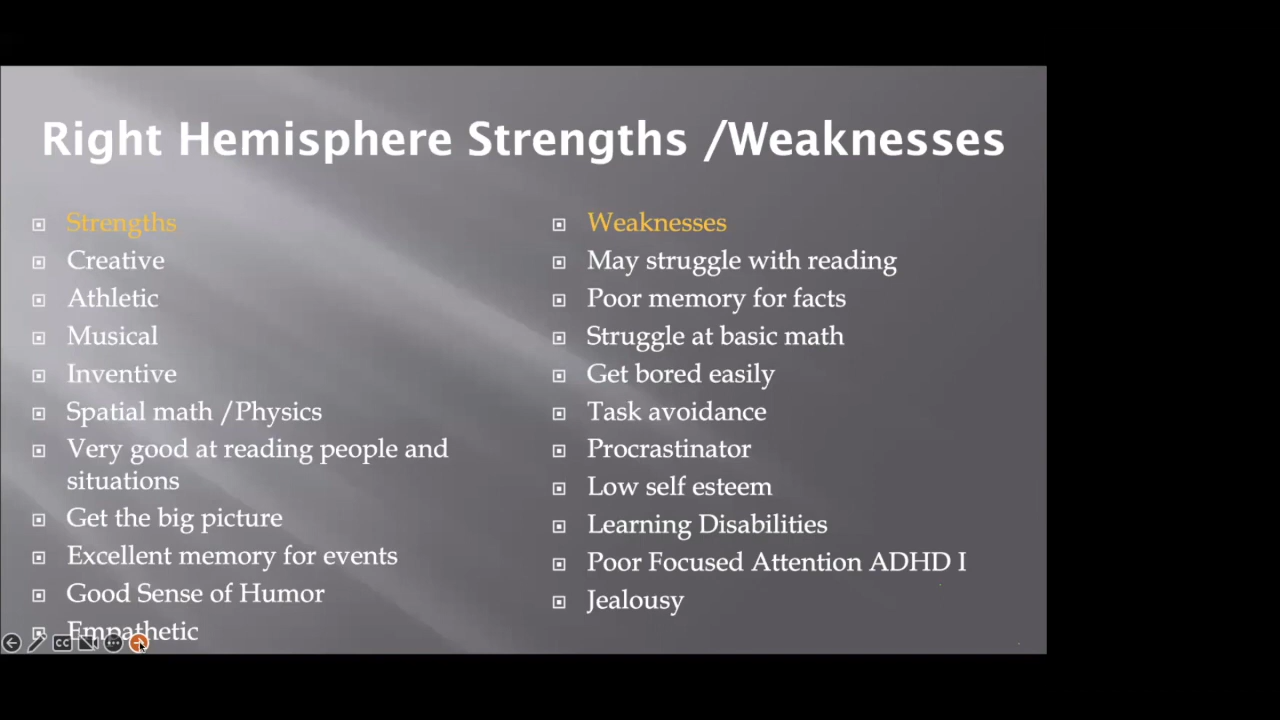 Right Hemisphere Strengths /Weaknesses
Strengths
Creative
Athletic
Musical
Inventive
Spatial math /Physics
Very good at reading people and
situations
Get the big picture
Excellent memory for events
Good Sense of Humor
Empathetic
Weaknesses
May struggle with reading
Poor memory for facts
Struggle at basic math
Get bored easily
Task avoidance
Procrastinator
Low self esteem
Learning Disabilities
Poor Focused Attention ADHD I
Jealousy
CC